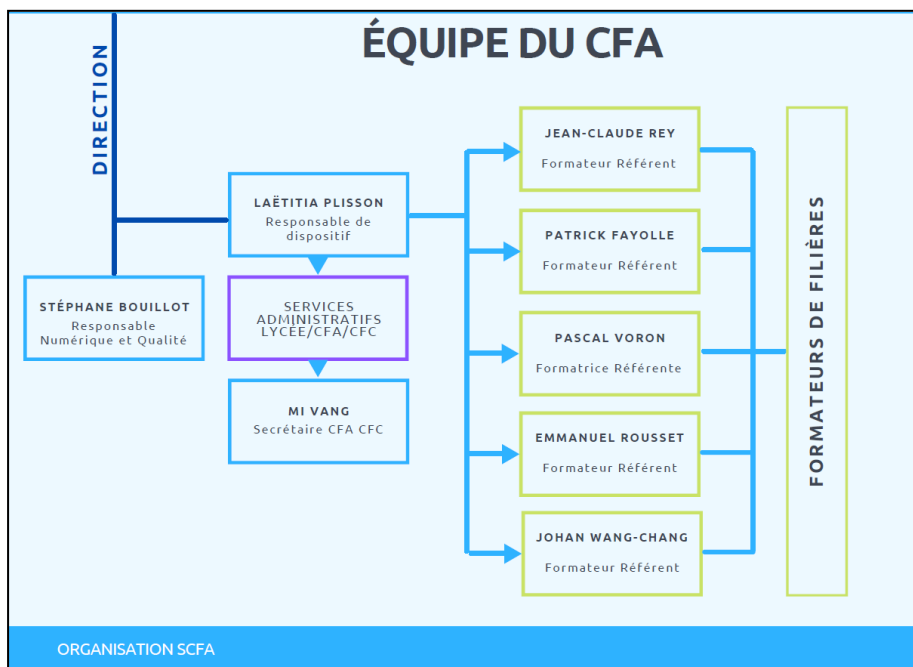 ÉQUIPE DU CFA
DIRECTION
STÉPHANE BOUILLOT
Responsable
Numérique et Qualité
LAËTITIA PLISSON
Responsable de
dispositif
SERVICES
ADMINISTRATIFS
LYCÉE/CFA/CFC
MI VANG
Secrétaire CFA CFC
JEAN-CLAUDE REY
Formateur Référent
PATRICK FAYOLLE
Formateur Référent
PASCAL VORON
Formatrice Référente
EMMANUEL ROUSSET
Formateur Référent
JOHAN WANG-CHANG
Formateur Référent
FORMATEURS DE FILIÈRES
ORGANISATION SCFA